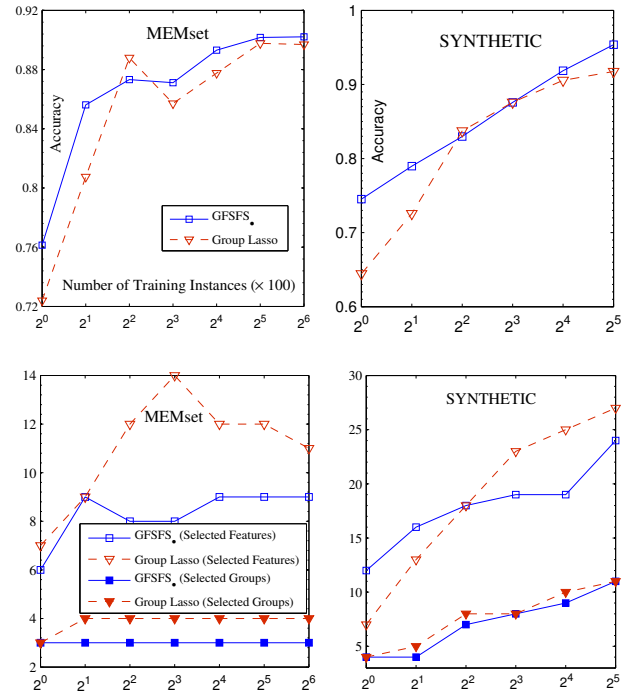 MEMset
0.92
0.88
0.84
0.8
0.76
0.72
Accuracy
GFSFS•
Group Lasso
Number of Training Instances (× 100)
2^0 2^1 2^2 2^3 2^4 2^5 2^6
SYNTHETIC
1
0.9
0.8
0.7
0.6
Accuracy
2^0 2^1 2^2 2^3 2^4 2^5
MEMset
14
12
10
8
6
4
2
GFSFS• (Selected Features)
Group Lasso (Selected Features)
GFSFS• (Selected Groups)
Group Lasso (Selected Groups)
2^0 2^1 2^2 2^3 2^4 2^5 2^6
SYNTHETIC
30
25
20
15
10
5
2^0 2^1 2^2 2^3 2^4 2^5